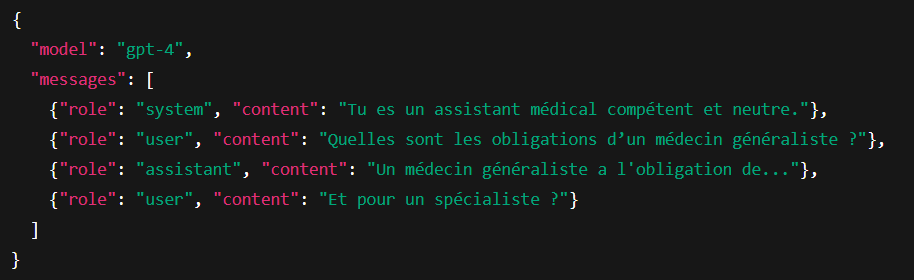 {
  "model": "gpt-4",
  "messages": [
    {"role": "system", "content": "Tu es un assistant médical compétent et neutre."},
    {"role": "user", "content": "Quelles sont les obligations d’un médecin généraliste ?"},
    {"role": "assistant", "content": "Un médecin généraliste a l'obligation de..."},
    {"role": "user", "content": "Et pour un spécialiste ?"}
  ]
}